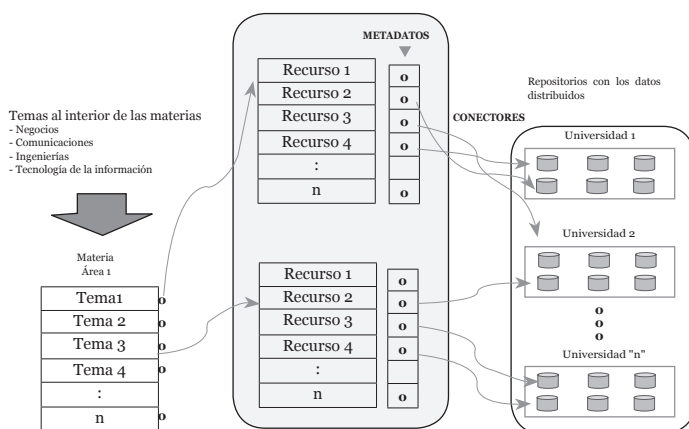 Temas al interior de las materias
- Negocios
- Comunicaciones
- Ingenierías
- Tecnología de la información
Materia
Área 1
Tema1 o
Tema 2 o
Tema 3 o
Tema 4 o
:
n o
METADATOS
Recurso 1 o
Recurso 2 o
Recurso 3 o
Recurso 4 o
:
n o
Recurso 1 o
Recurso 2 o
Recurso 3 o
Recurso 4 o
:
n o
CONECTORES
Repositorios con los datos
distribuidos
Universidad 1
Universidad 2
o
o
o
Universidad "n"